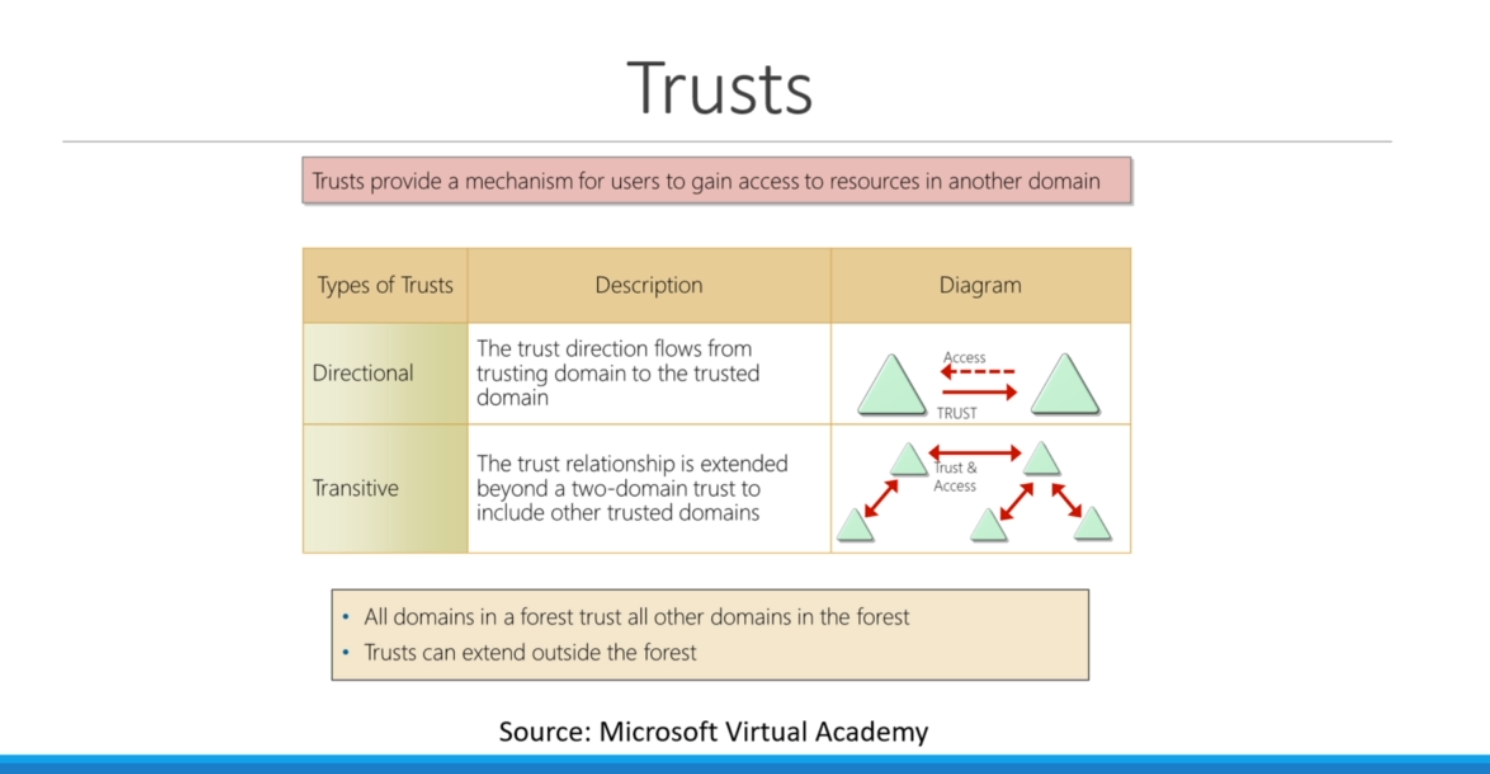 Trusts
Trusts provide a mechanism for users to gain access to resources in another domain
Types of Trusts
Description
Diagram
Directional
The trust direction flows from
trusting domain to the trusted
domain
Access
TRUST
Transitive
The trust relationship is extended
beyond a two-domain trust to
include other trusted domains
Trust &
Access
• All domains in a forest trust all other domains in the forest
• Trusts can extend outside the forest
Source: Microsoft Virtual Academy